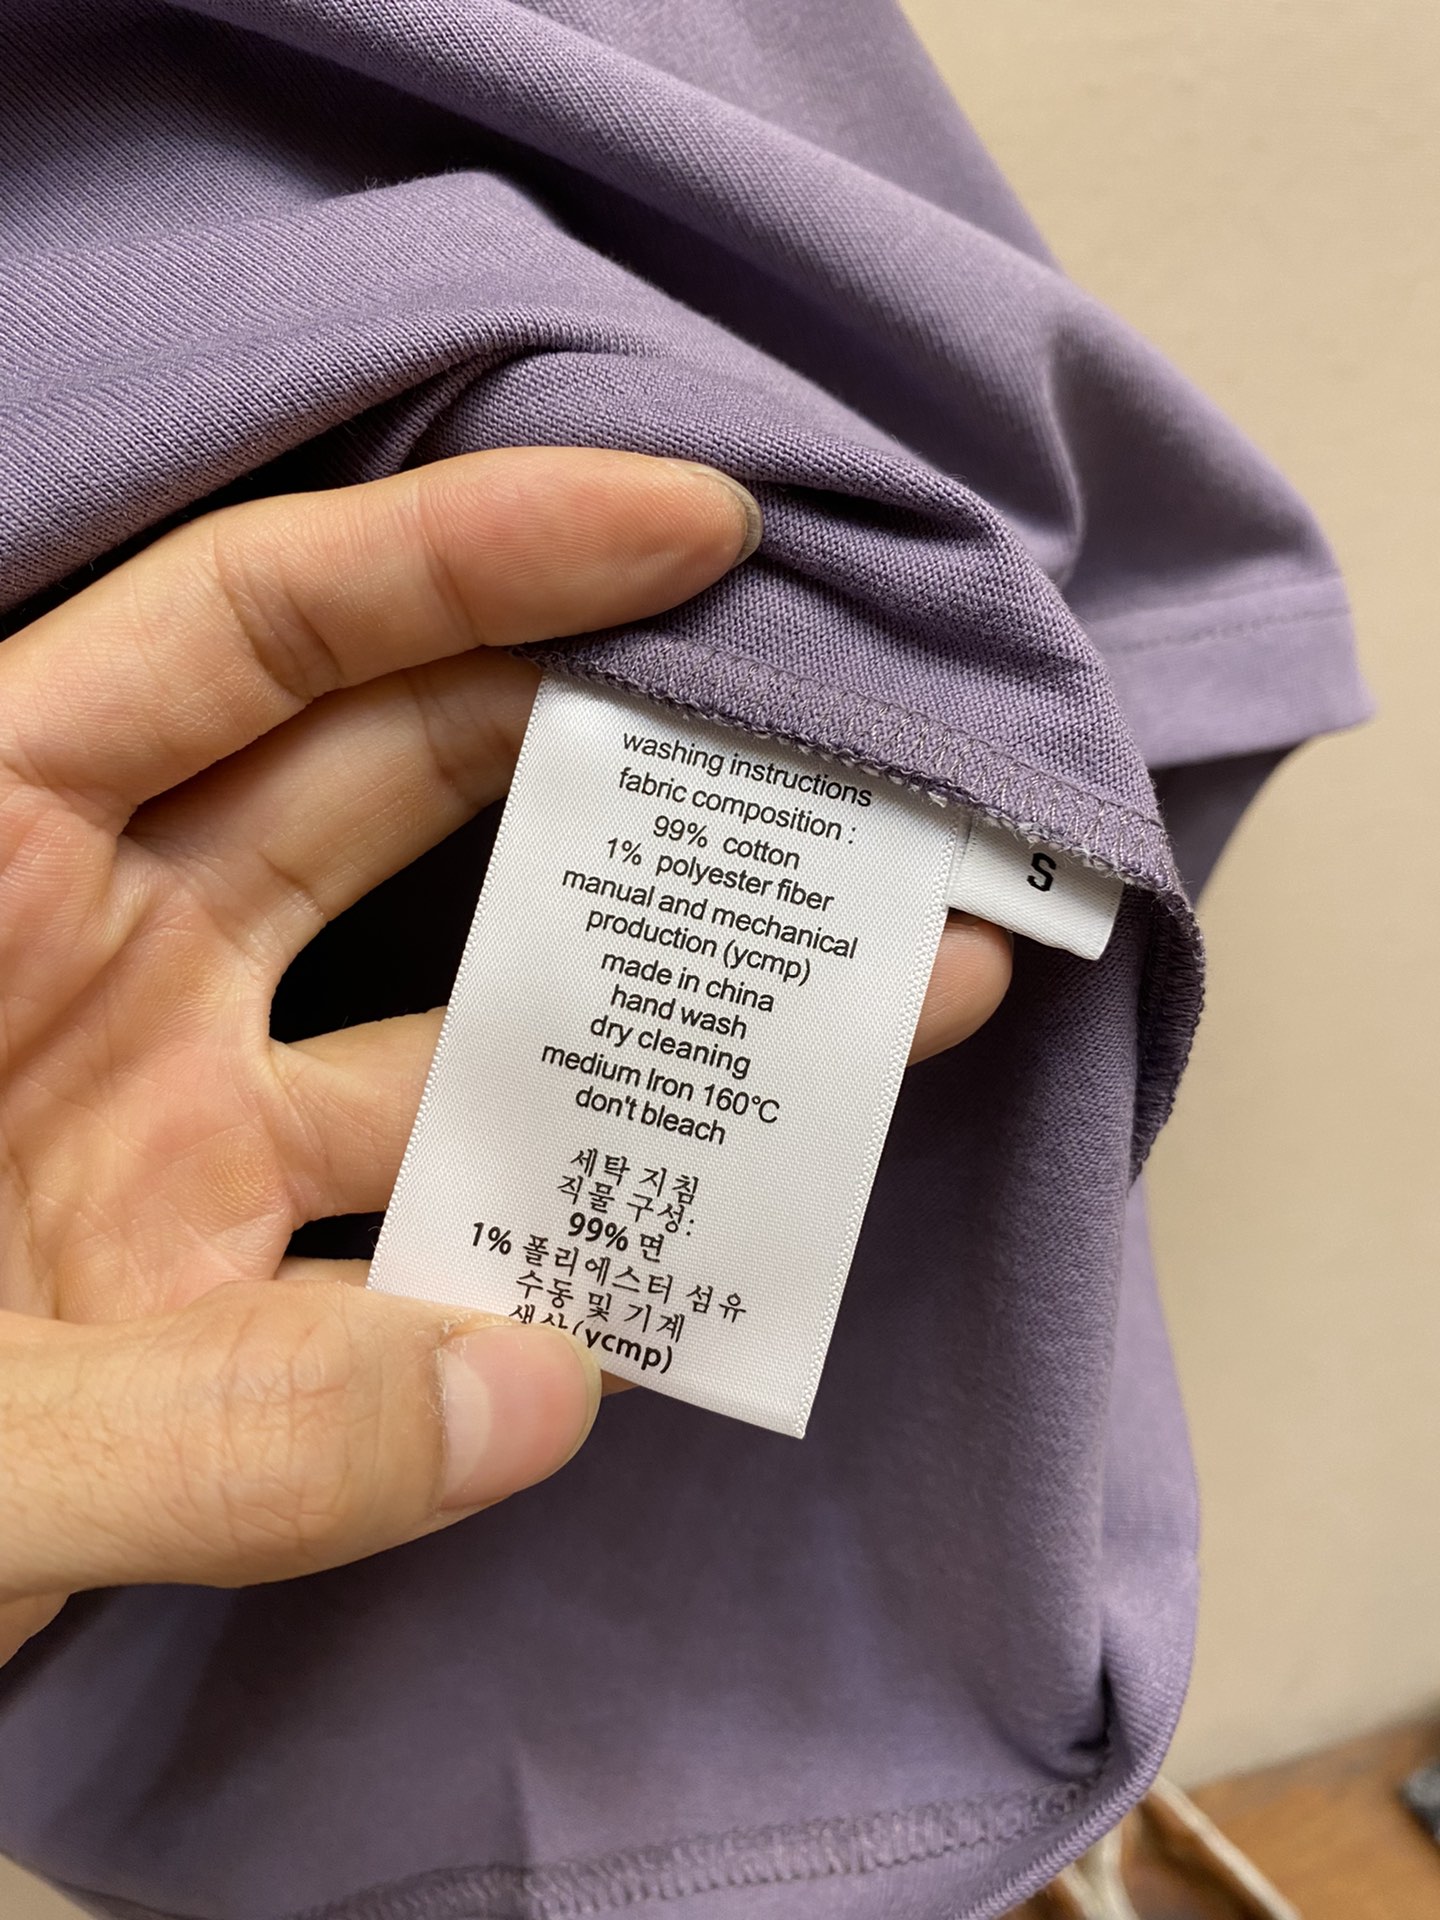 washing instructions
fabric composition :
99% cotton
1% polyester fiber
manual and mechanical
production (ycmp)
made in china
hand wash
dry cleaning
medium Iron 160°C
don't bleach
세탁 지침
직물 구성:
99% 면
1% 폴리에스터 섬유
수동 및 기계
생산(ycmp)
S